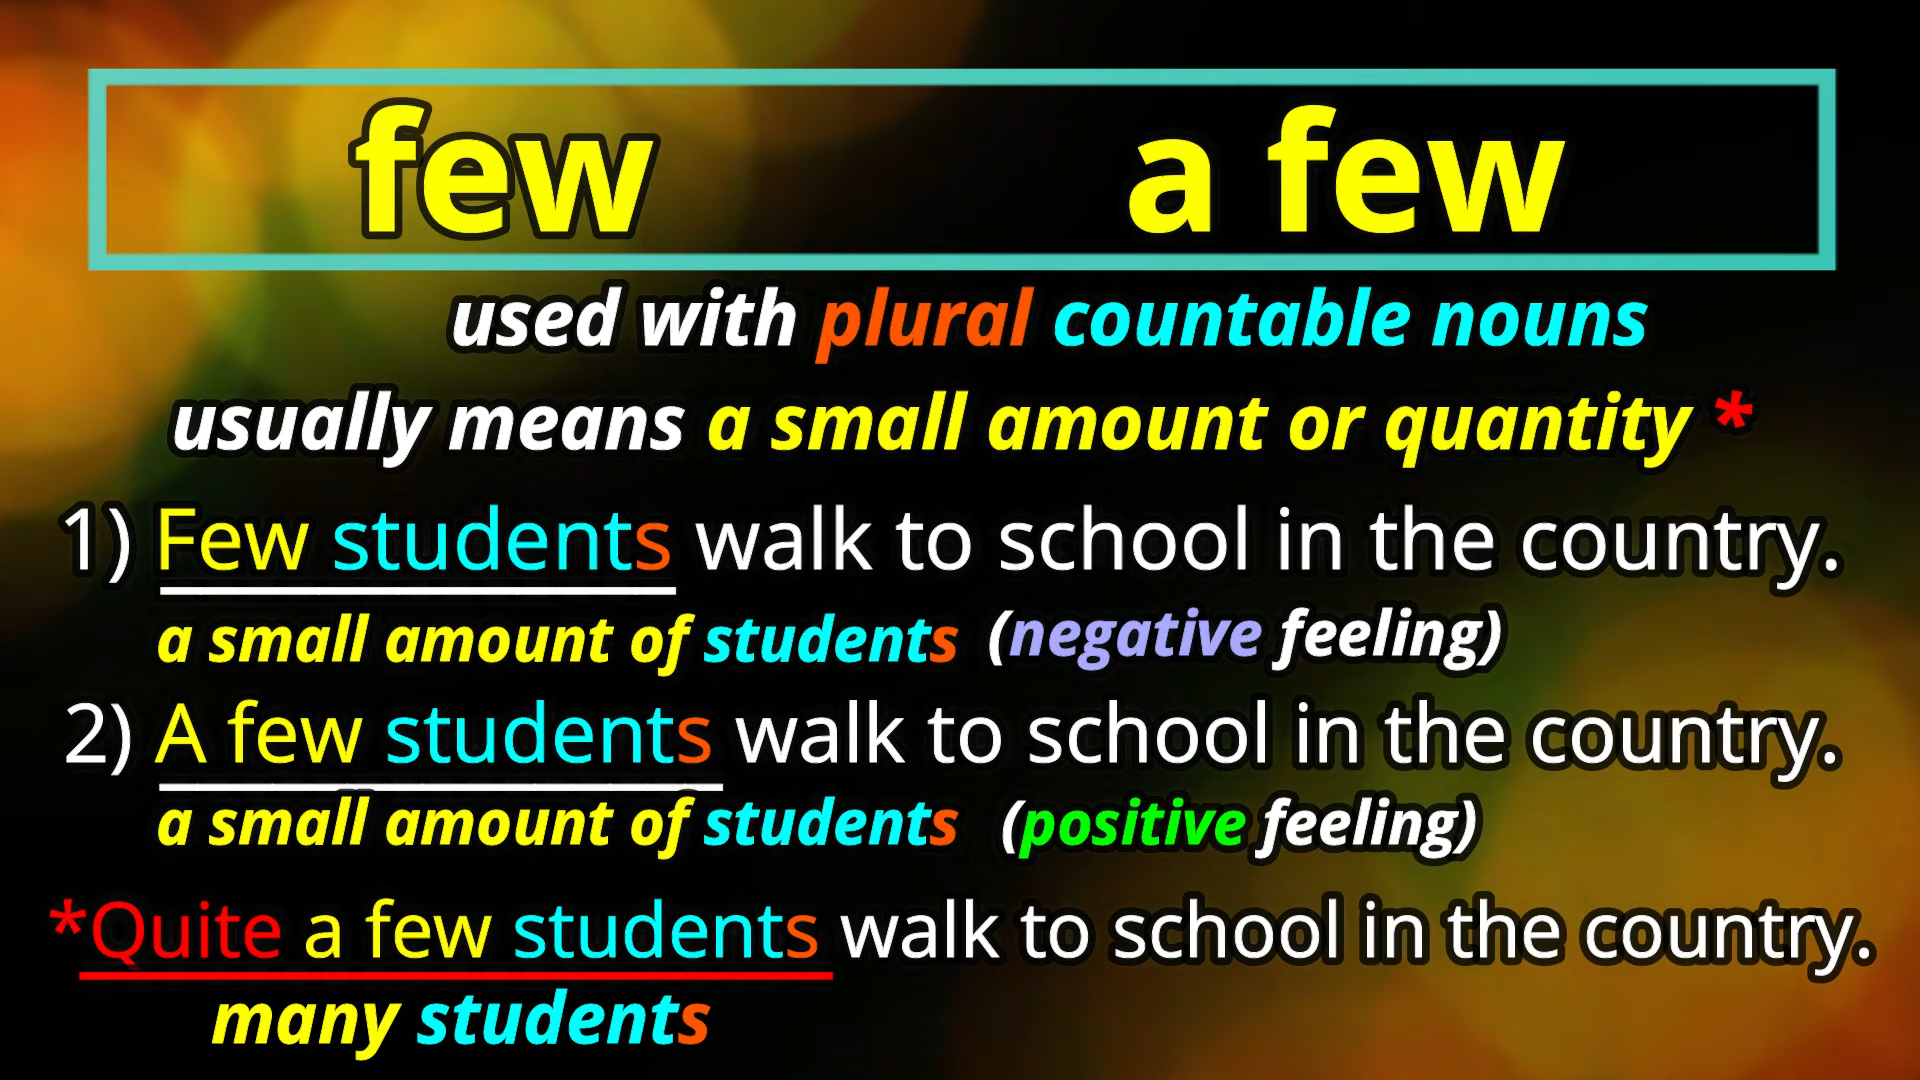 few a few
used with plural countable nouns
usually means a small amount or quantity *
1) Few students walk to school in the country.
a small amount of students (negative feeling)
2) A few students walk to school in the country.
a small amount of students (positive feeling)
*Quite a few students walk to school in the country.
many students